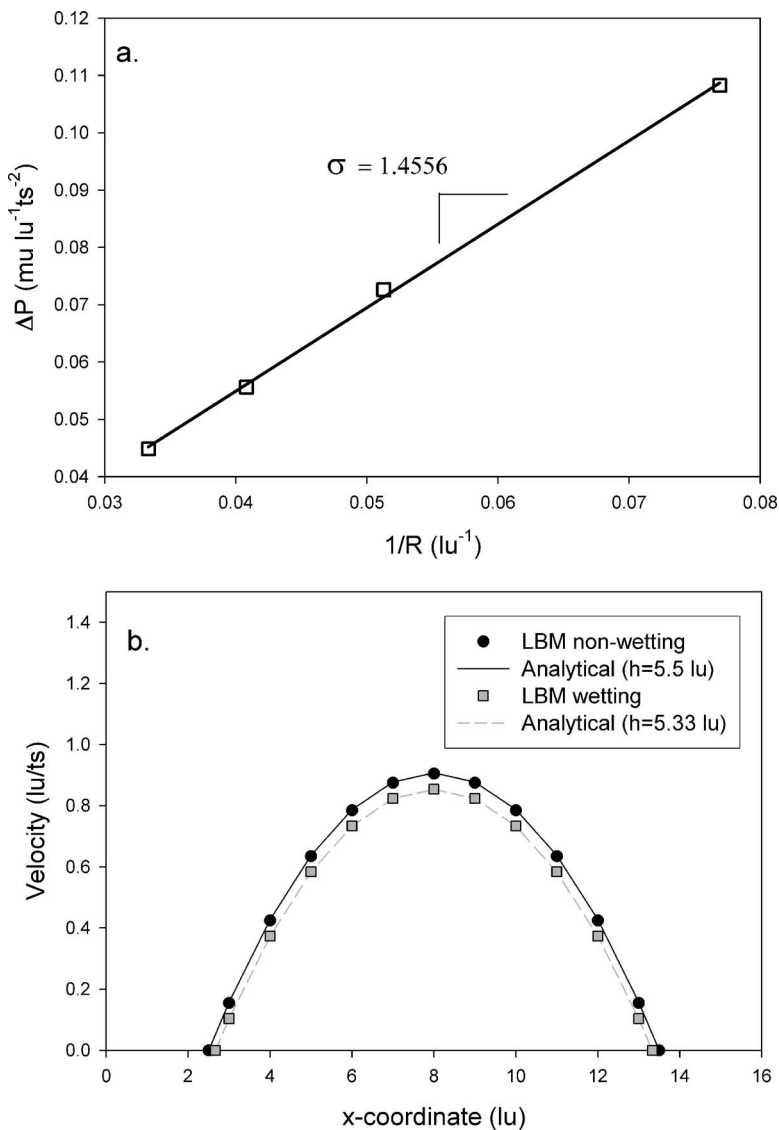 a.
0.12
0.11
0.10
0.09
0.08
0.07
0.06
0.05
0.04
ΔP (mu lu⁻¹ts⁻²)
σ = 1.4556
0.03 0.04 0.05 0.06 0.07 0.08
1/R (lu⁻¹)
b.
1.4
1.2
1.0
0.8
0.6
0.4
0.2
0.0
Velocity (lu/ts)
LBM non-wetting
Analytical (h=5.5 lu)
LBM wetting
Analytical (h=5.33 lu)
0 2 4 6 8 10 12 14 16
x-coordinate (lu)